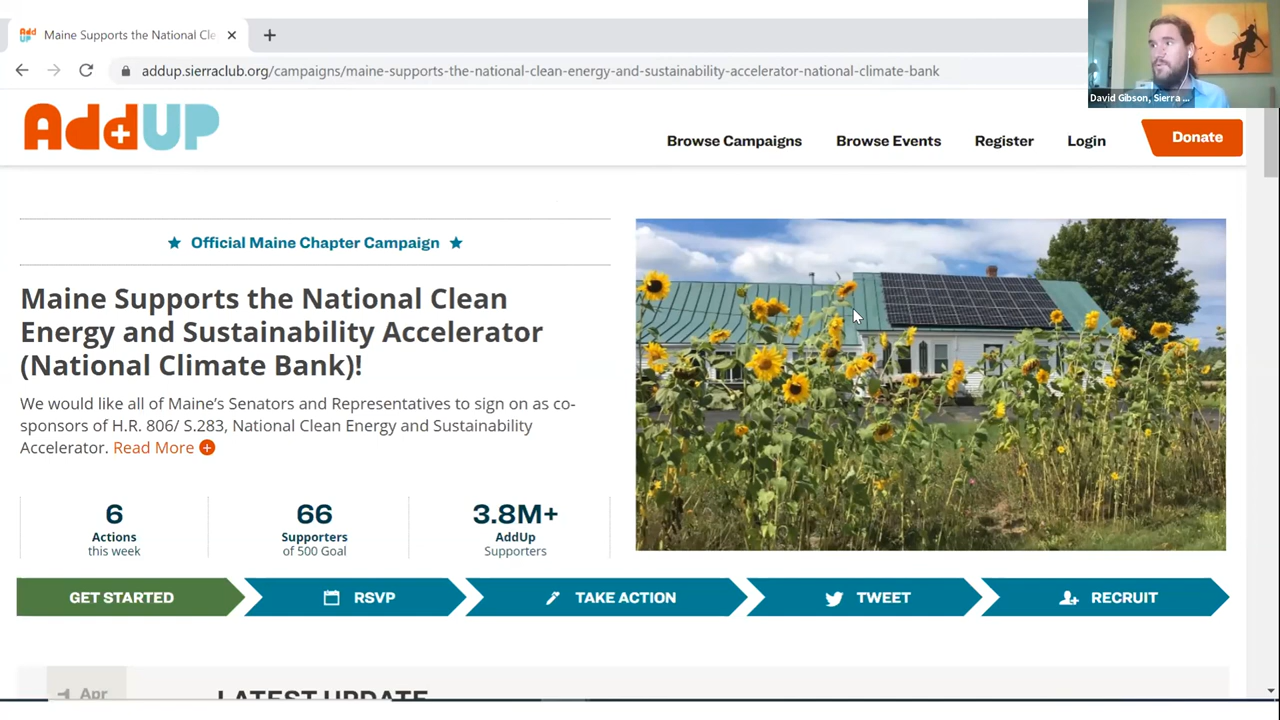 Maine Supports the National Cle
addup.sierraclub.org/campaigns/maine-supports-the-national-clean-energy-and-sustainability-accelerator-national-climate-bank
David Gibson, Sierra ...
Add UP
Browse Campaigns
Browse Events
Register
Login
Donate
Official Maine Chapter Campaign
Maine Supports the National Clean
Energy and Sustainability Accelerator
(National Climate Bank)!
We would like all of Maine's Senators and Representatives to sign on as co-
sponsors of H.R. 806/ S.283, National Clean Energy and Sustainability
Accelerator. Read More
6
Actions
this week
66
Supporters
of 500 Goal
3.8M+
AddUp
Supporters
GET STARTED
RSVP
TAKE ACTION
TWEET
RECRUIT
Apr
LATEST UPDATE